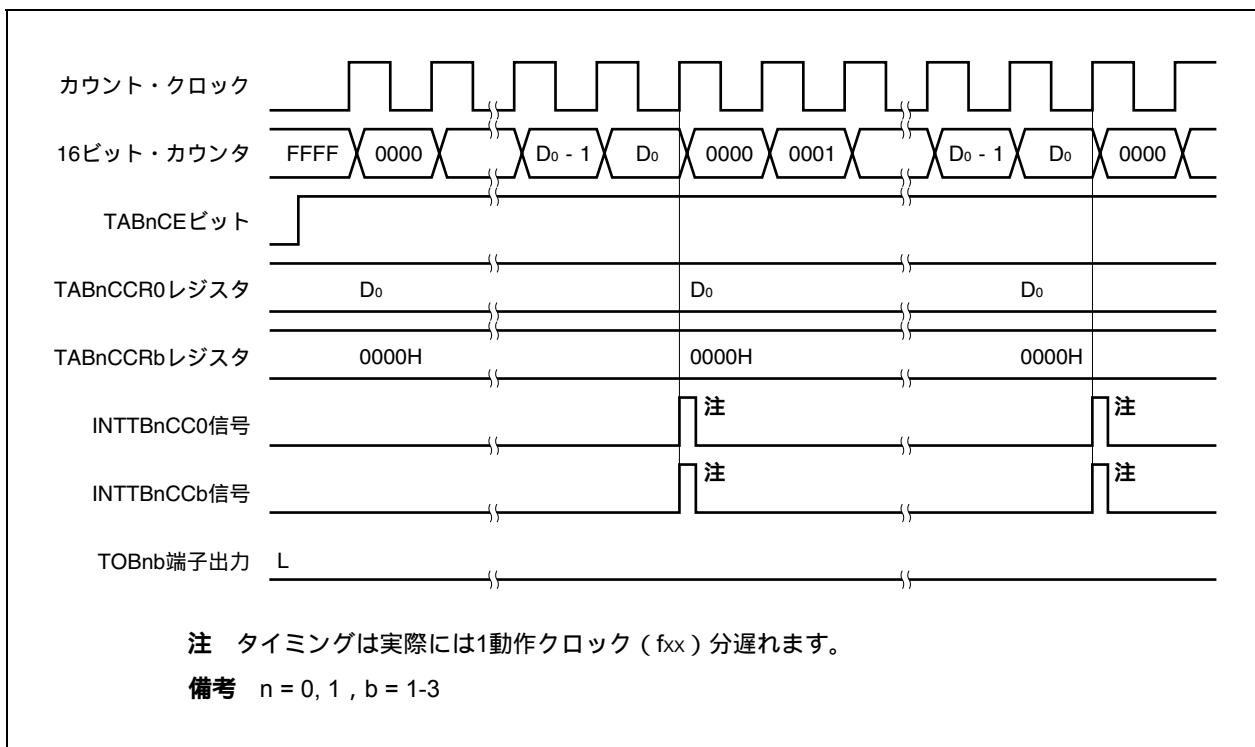 カウント・クロック
16ビット・カウンタ FFFF 0000 D0 - 1 D0 0000 0001 D0 - 1 D0 0000
TABnCEビット
TABnCCR0レジスタ D0 D0 D0
TABnCCRbレジスタ 0000H 0000H 0000H
INTTBnCC0信号 注 注
INTTBnCCb信号 注 注
TOBnb端子出力 L
注 タイミングは実際には1動作クロック（fxx）分遅れます。
備考 n = 0, 1 , b = 1-3